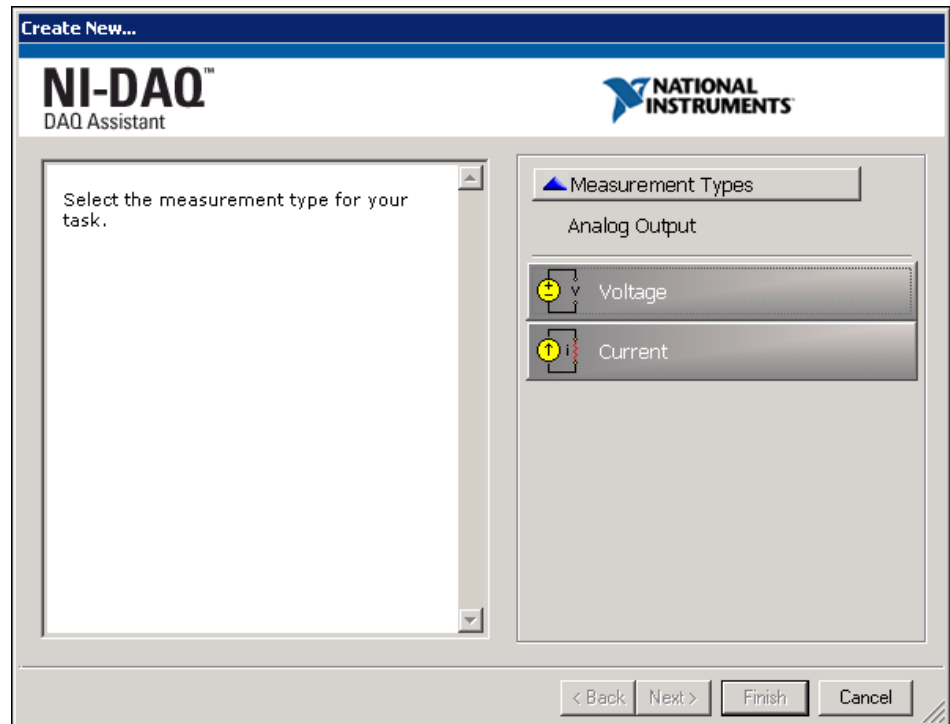 Create New...
NI-DAQ™
DAQ Assistant
NATIONAL
INSTRUMENTS
Select the measurement type for your
task.
Measurement Types
Analog Output
V
Voltage
i
Current
< Back
Next >
Finish
Cancel